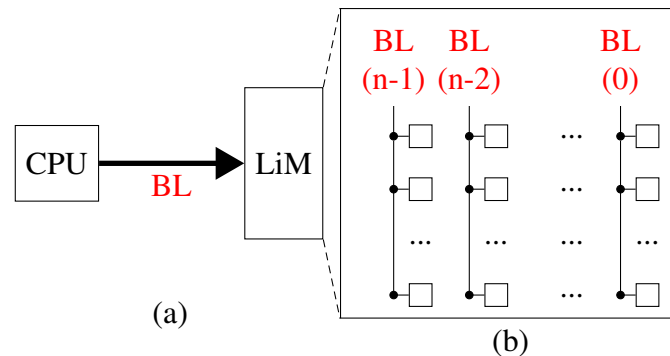 BL BL BL
(n-1) (n-2) (0)
...
CPU BL LiM
...
... ... ... ...
...
(a)
(b)